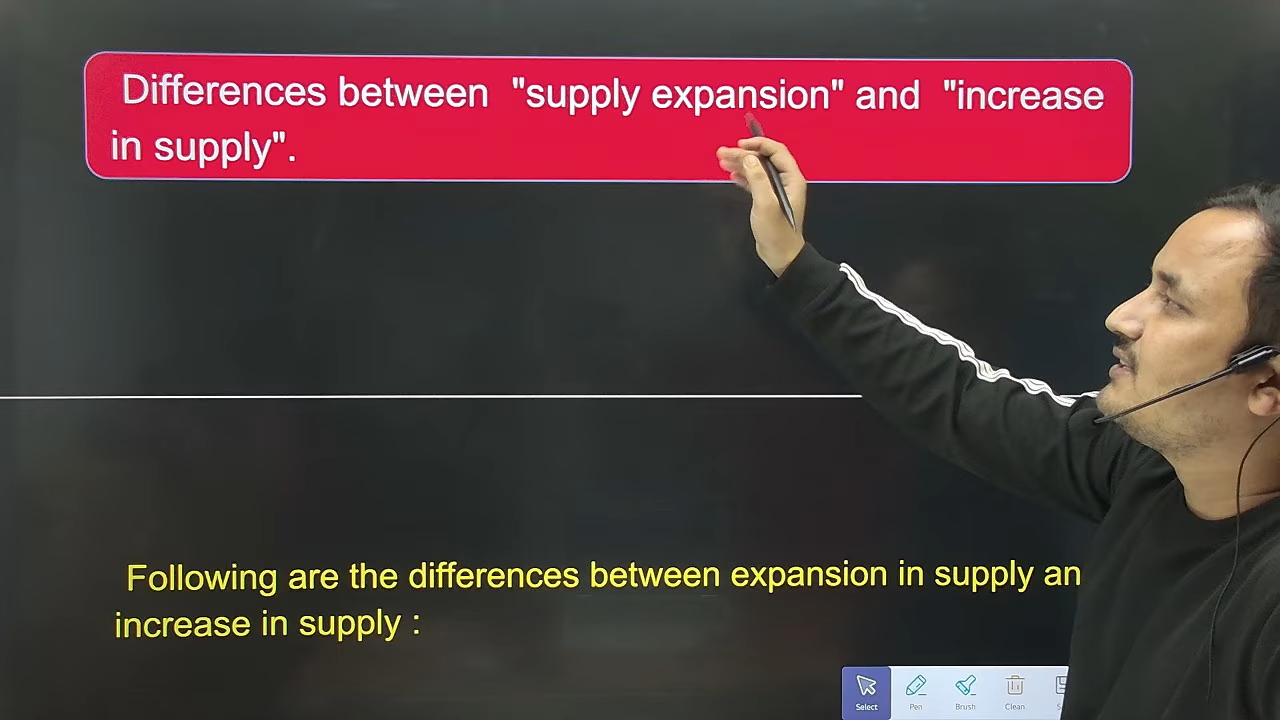 Differences between "supply expansion" and "increase
in supply".
Following are the differences between expansion in supply an
increase in supply :
Select
Pen
Brush
Clean